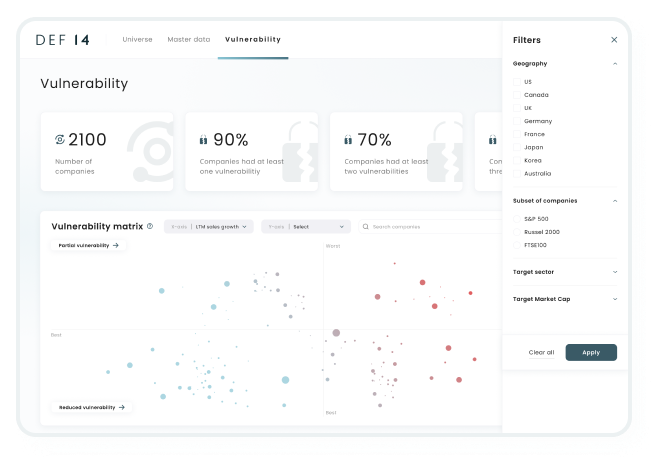 DEF 14
Universe
Master data
Vulnerability
Filters
Geography
US
Canada
UK
Germany
France
Japan
Korea
Australia
Subset of companies
S&P 500
Russel 2000
FTSE100
Target sector
Target Market Cap
Clear all
Apply
Vulnerability
2100
Number of
companies
90%
Companies had at least
one vulnerabilitiy
70%
Companies had at least
two vulnerabilities
Con
thre
Vulnerability matrix
LTM sales growth
Select
Search companies
Partial vulnerability
Worst
Best
Reduced vulnerability
Best